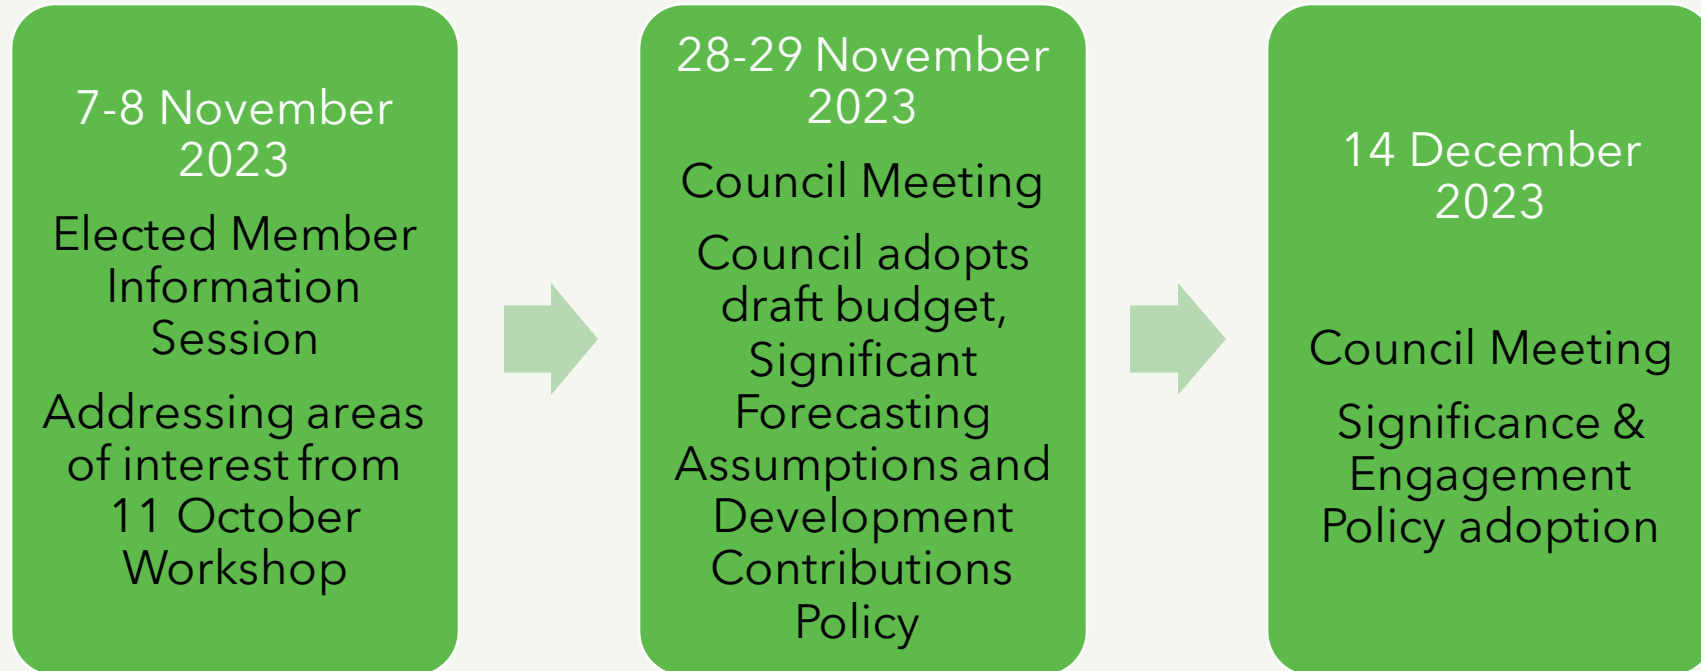 7-8 November
2023
Elected Member
Information
Session
Addressing areas
of interest from
11 October
Workshop
28-29 November
2023
Council Meeting
Council adopts
draft budget,
Significant
Forecasting
Assumptions and
Development
Contributions
Policy
14 December
2023
Council Meeting
Significance &
Engagement
Policy adoption